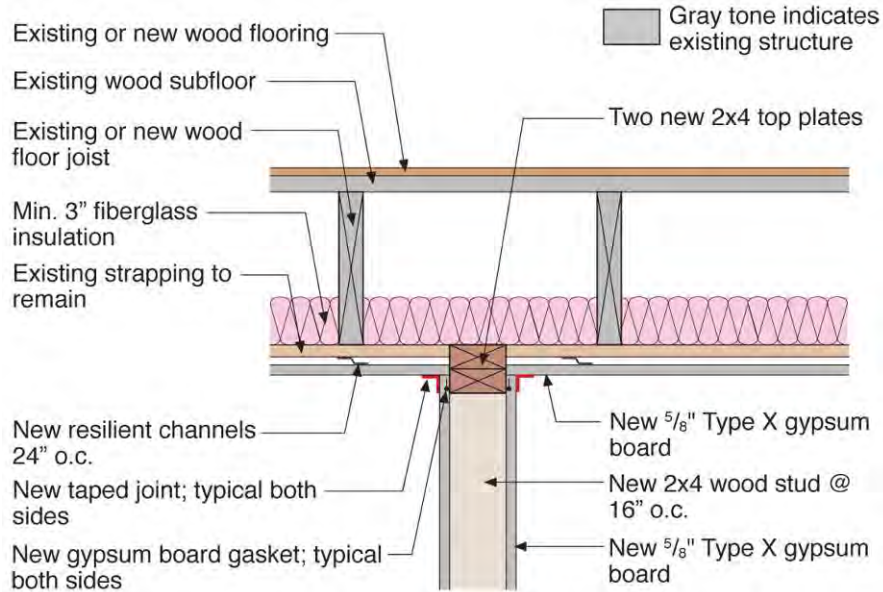 Gray tone indicates
existing structure
Existing or new wood flooring
Existing wood subfloor
Existing or new wood
floor joist
Min. 3" fiberglass
insulation
Existing strapping to
remain
Two new 2x4 top plates
New resilient channels
24" o.c.
New taped joint; typical both
sides
New gypsum board gasket; typical
both sides
New 5/8" Type X gypsum
board
New 2x4 wood stud @
16" o.c.
New 5/8" Type X gypsum
board